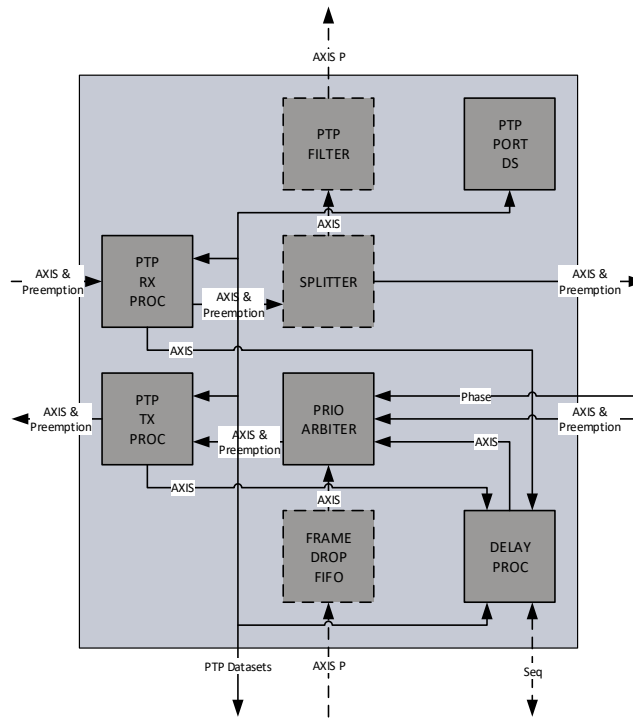 AXIS P
PTP
FILTER
PTP
PORT
DS
AXIS
PTP
RX
PROC
SPLITTER
AXIS &
Preemption
AXIS &
Preemption
AXIS &
Preemption
AXIS
PTP
TX
PROC
PRIO
ARBITER
Phase
AXIS &
Preemption
AXIS &
Preemption
AXIS &
Preemption
AXIS
AXIS
AXIS
FRAME
DROP
FIFO
DELAY
PROC
PTP Datasets
AXIS P
Seq